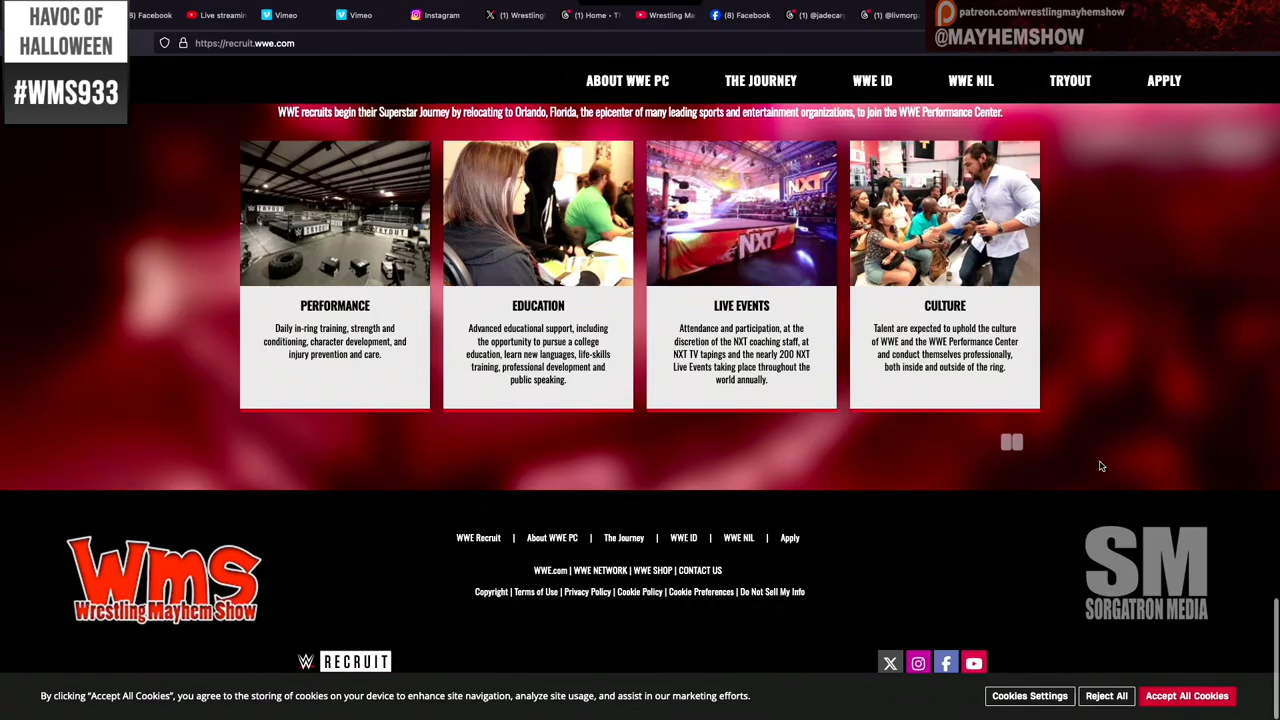 HAVOC OF
HALLOWEEN
#WMS933
(8) Facebook
Live streamin
Vimeo
Vimeo
Instagram
(1) Wrestling
(1) Home •
Wrestling Ma
(8) Facebook
(1) @jadecar
(1) @livmorg
patreon.com/wrestlingmayhemshow
@MAYHEMSHOW
https://recruit.wwe.com
ABOUT WWE PC THE JOURNEY WWE ID WWE NIL TRYOUT APPLY
WWE recruits begin their Superstar Journey by relocating to Orlando, Florida, the epicenter of many leading sports and entertainment organizations, to join the WWE Performance Center.
TRYOUT
NXT
NXT
PERFORMANCE
Daily in-ring training, strength and
conditioning, character development, and
injury prevention and care.
EDUCATION
Advanced educational support, including
the opportunity to pursue a college
education, learn new languages, life-skills
training, professional development and
public speaking.
LIVE EVENTS
Attendance and participation, at the
discretion of the NXT coaching staff, at
NXT TV tapings and the nearly 200 NXT
Live Events taking place throughout the
world annually.
CULTURE
Talent are expected to uphold the culture
of WWE and the WWE Performance Center
and conduct themselves professionally,
both inside and outside of the ring.
wms
Wrestling Mayhem Show
WWE Recruit | About WWE PC | The Journey | WWE ID | WWE NIL | Apply
WWE.com | WWE NETWORK | WWE SHOP | CONTACT US
Copyright | Terms of Use | Privacy Policy | Cookie Policy | Cookie Preferences | Do Not Sell My Info
SM
SORGATRON MEDIA
W RECRUIT
By clicking “Accept All Cookies”, you agree to the storing of cookies on your device to enhance site navigation, analyze site usage, and assist in our marketing efforts.
Cookies Settings
Reject All
Accept All Cookies